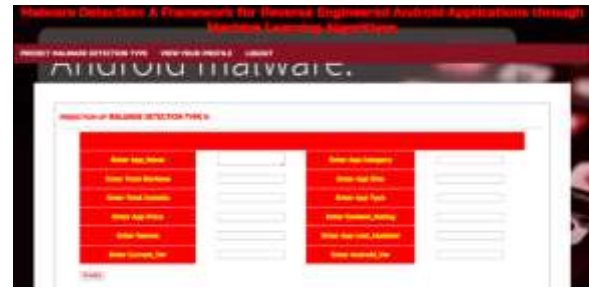 Malware Detection: A Framework for Reverse Engineered Android Applications through
Machine Learning Algorithms
PREDICT MALWARE DETECTION TYPE VIEW YOUR PROFILE LOGOUT
Android malware.
PREDICTION OF MALWARE DETECTION TYPE
Enter App_Name Enter App Category
Enter Total Reviews Enter App Size
Enter Total Installs Enter App Type
Enter App Price Enter Content_Rating
Enter Genres Enter App Last_Updated
Enter Current_Ver Enter Android_Ver
Predict